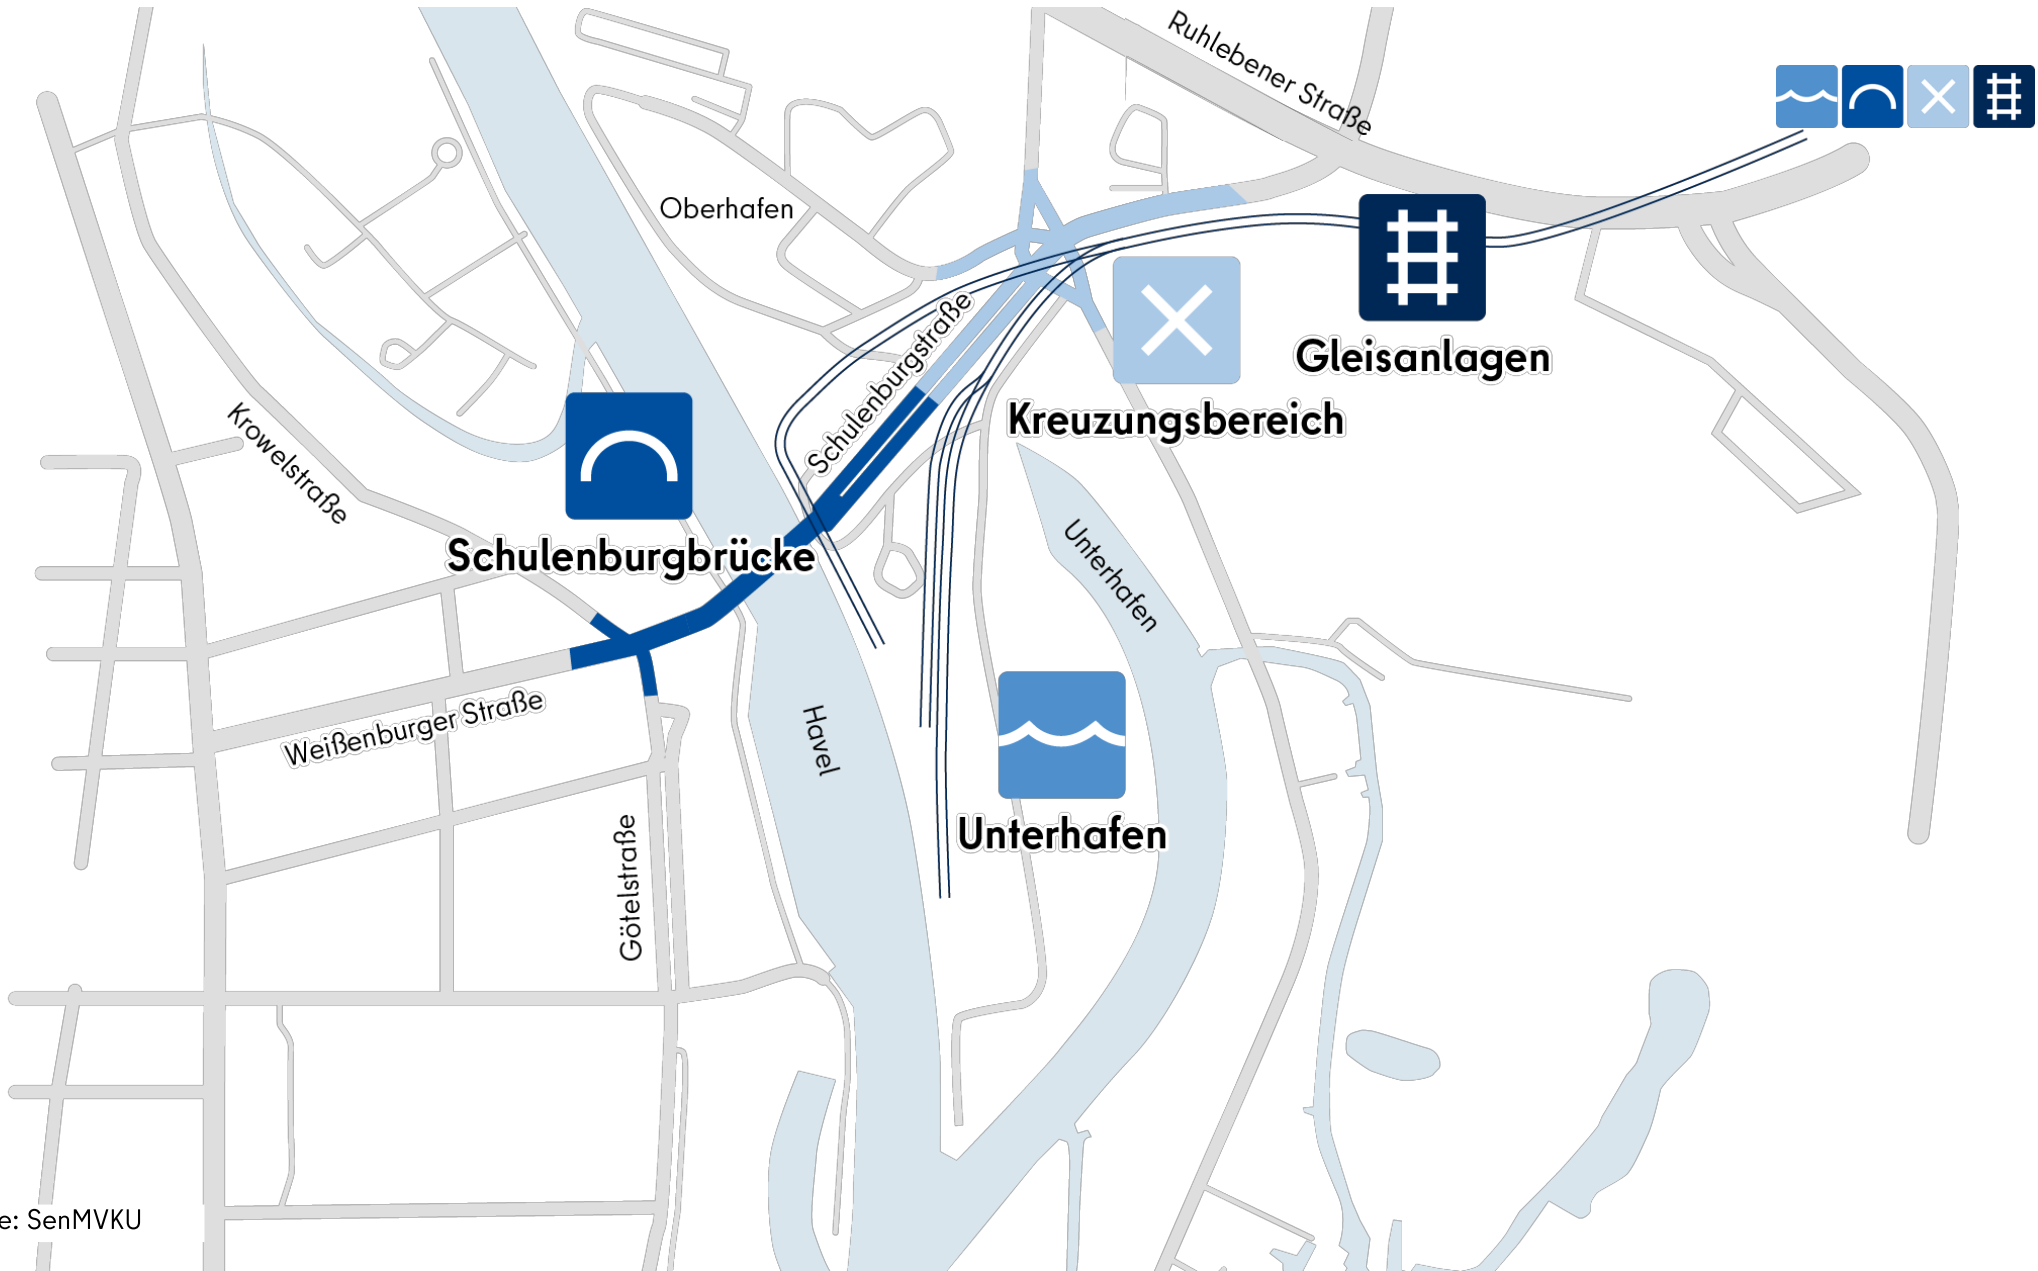 Ruhlebener Straße
Oberhafen
Schulenburgstraße
Gleisanlagen
Kreuzungsbereich
Krowelstraße
Schulenburgbrücke
Unterhafen
Weißenburger Straße
Havel
Unterhafen
Götelstraße
e: SenMVKU